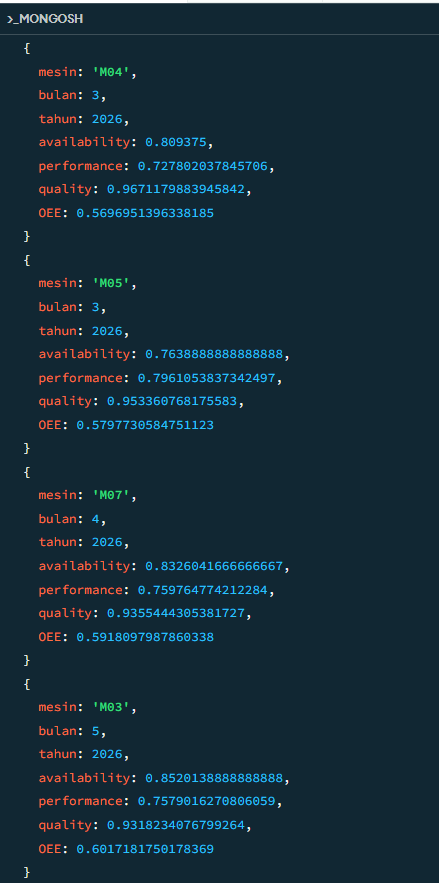 >_MONGOSH
{
mesin: 'M04',
bulan: 3,
tahun: 2026,
availability: 0.809375,
performance: 0.727802037845706,
quality: 0.9671179883945842,
OEE: 0.5696951396338185
}
{
mesin: 'M05',
bulan: 3,
tahun: 2026,
availability: 0.7638888888888888,
performance: 0.7961053837342497,
quality: 0.953360768175583,
OEE: 0.5797730584751123
}
{
mesin: 'M07',
bulan: 4,
tahun: 2026,
availability: 0.8326041666666667,
performance: 0.759764774212284,
quality: 0.9355444305381727,
OEE: 0.5918097987860338
}
{
mesin: 'M03',
bulan: 5,
tahun: 2026,
availability: 0.8520138888888888,
performance: 0.7579016270806059,
quality: 0.9318234076799264,
OEE: 0.6017181750178369
}